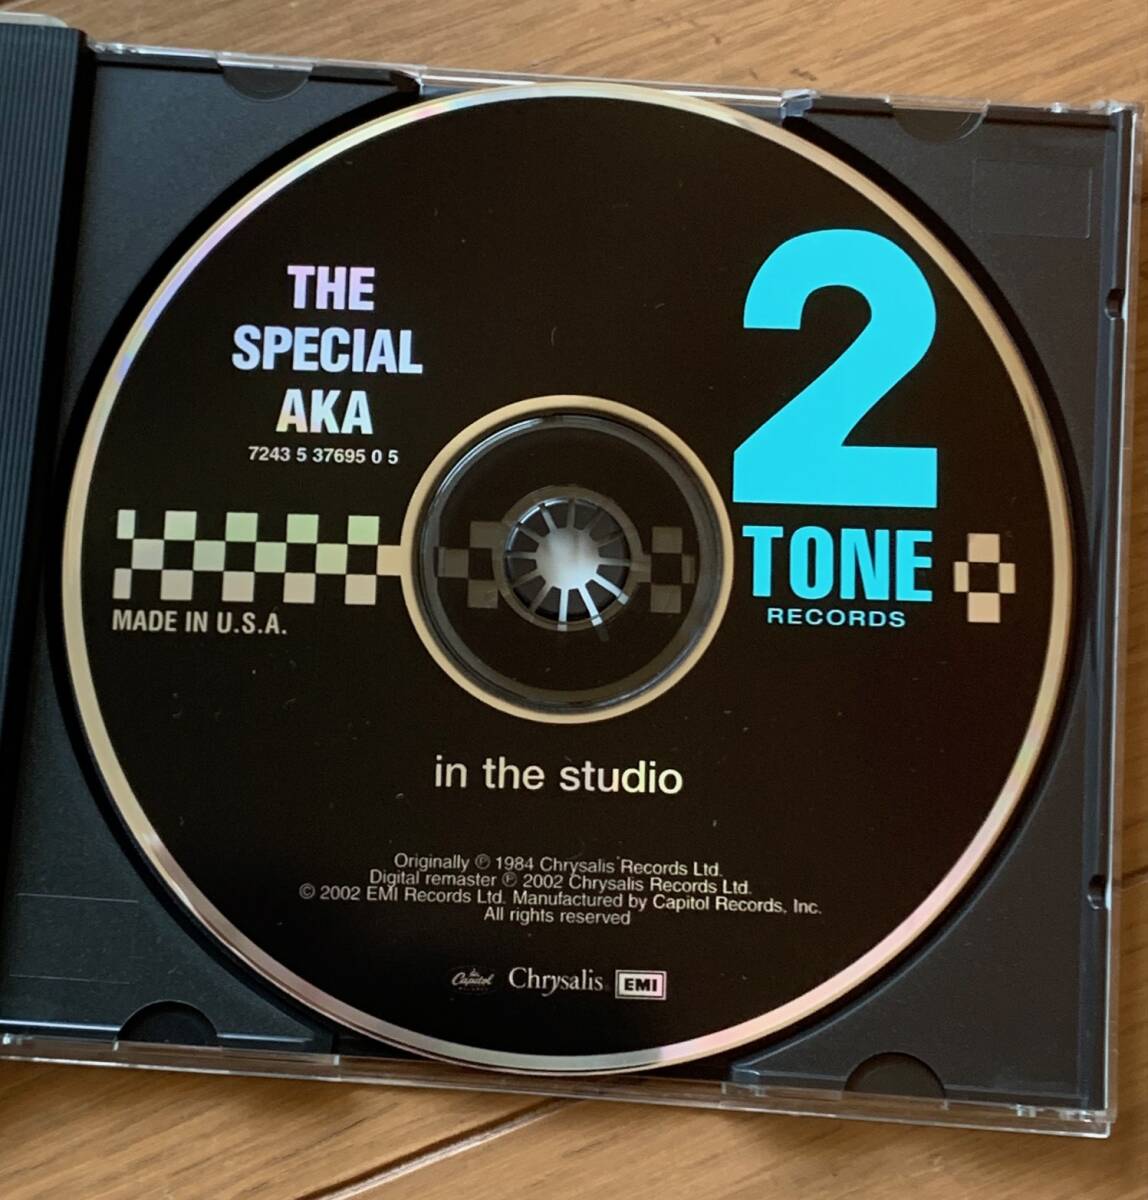 THE
SPECIAL
AKA
7243 5 37695 0 5
2
TONE
RECORDS
MADE IN U.S.A.
in the studio
Originally ℗ 1984 Chrysalis Records Ltd.
Digital remaster ℗ 2002 Chrysalis Records Ltd.
© 2002 EMI Records Ltd. Manufactured by Capitol Records, Inc.
All rights reserved
Capitol
Chrysalis
EMI